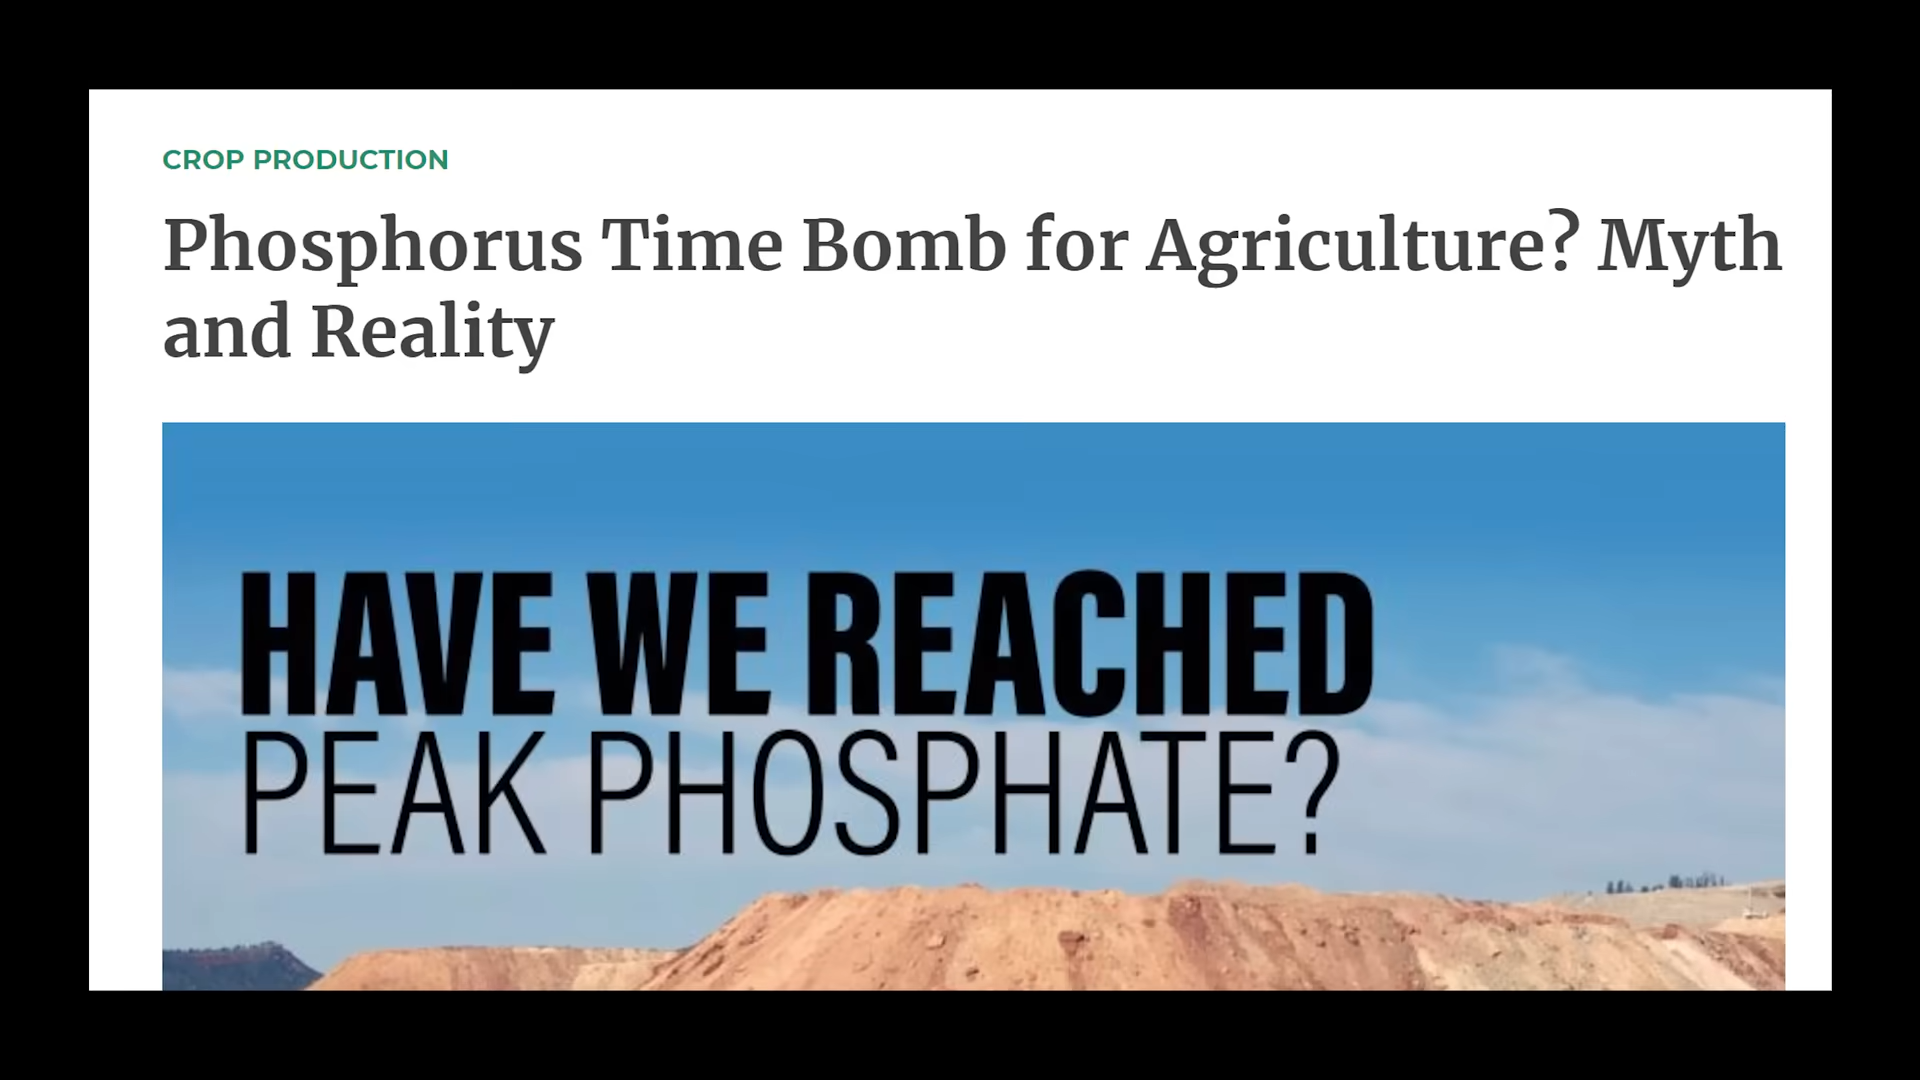 CROP PRODUCTION
Phosphorus Time Bomb for Agriculture? Myth
and Reality
HAVE WE REACHED
PEAK PHOSPHATE?